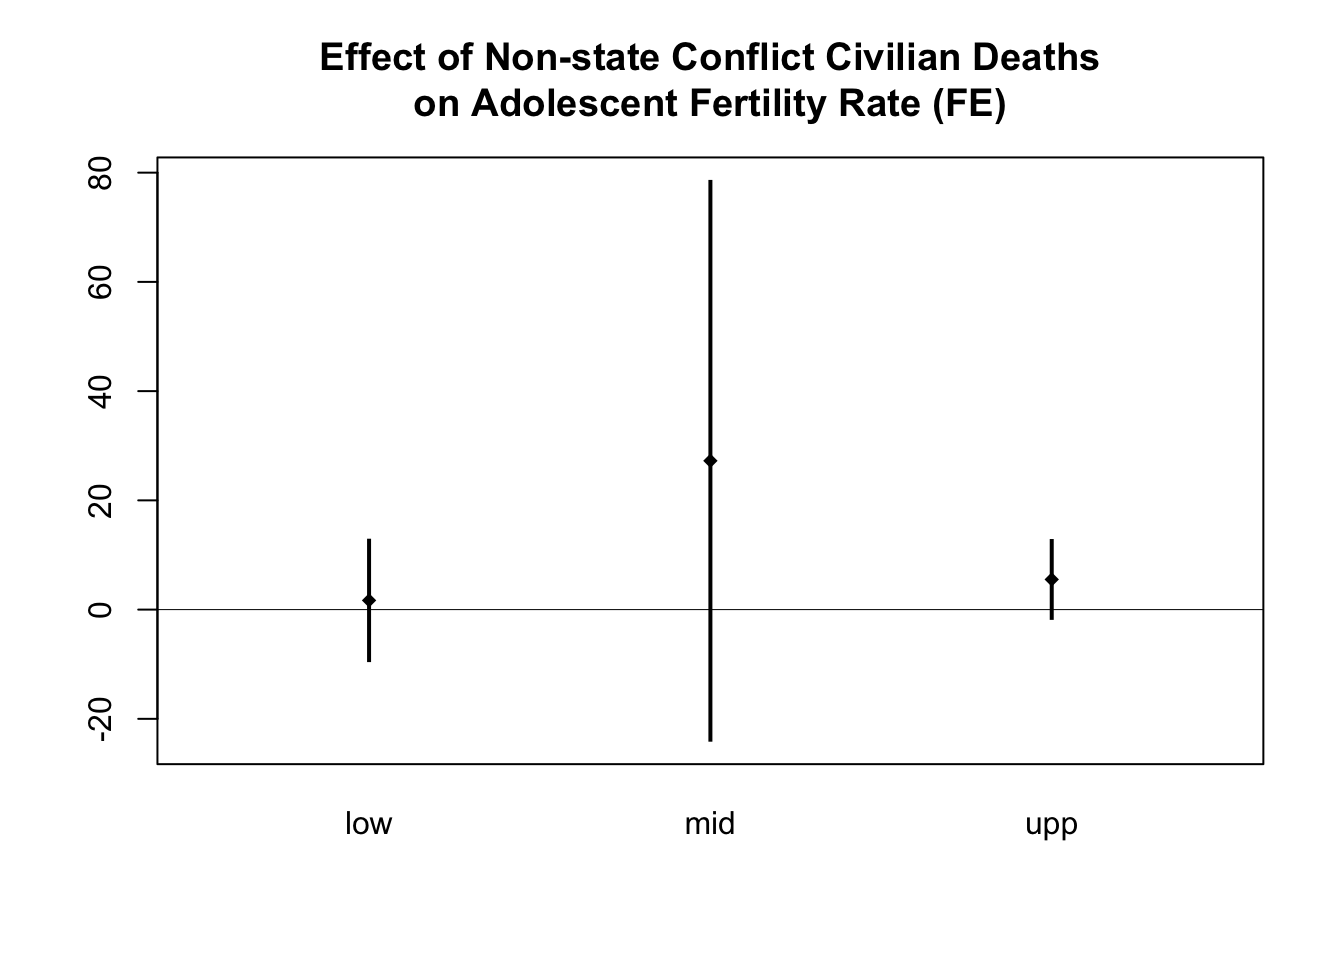 Effect of Non-state Conflict Civilian Deaths
on Adolescent Fertility Rate (FE)
80
60
40
20
0
-20
low mid upp